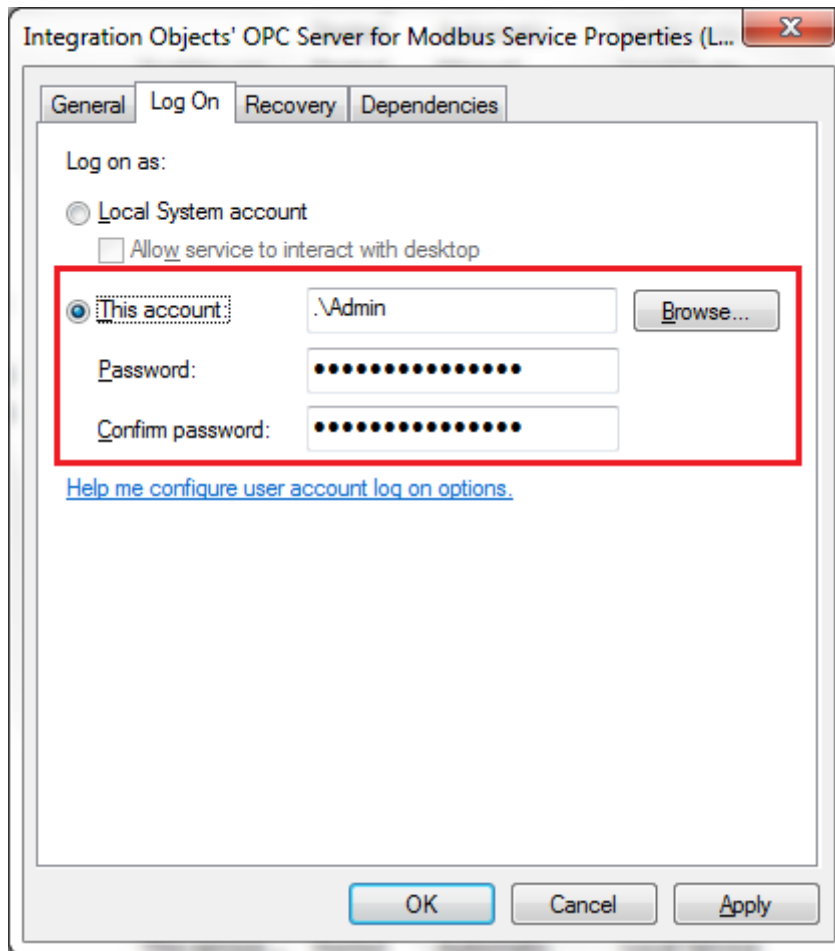 Integration Objects' OPC Server for Modbus Service Properties (L...
General Log On Recovery Dependencies
Log on as:
Local System account
Allow service to interact with desktop
This account: .\Admin Browse...
Password: •••••••••••••••
Confirm password: •••••••••••••••
Help me configure user account log on options.
OK Cancel Apply